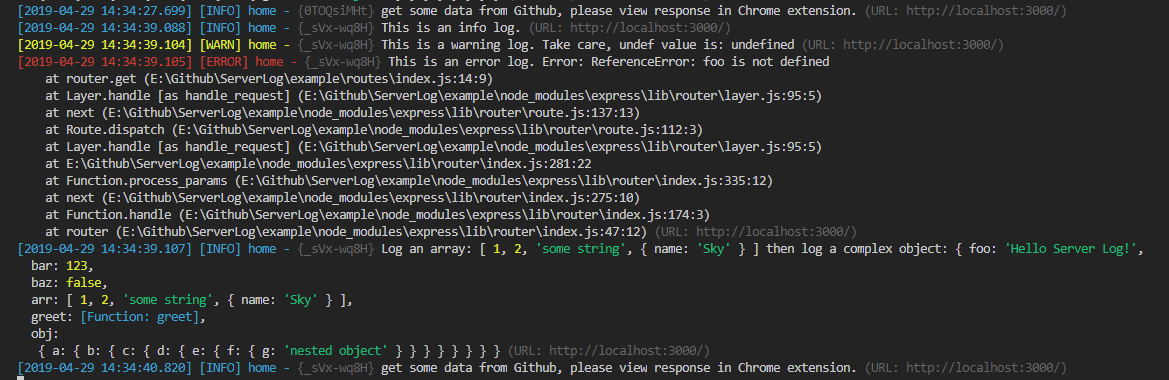 [2019-04-29 14:34:27.699] [INFO] home - {0TOQsiMHt} get some data from Github, please view response in Chrome extension. (URL: http://localhost:3000/)
[2019-04-29 14:34:39.088] [INFO] home - {_sVx-wq8H} This is an info log. (URL: http://localhost:3000/)
[2019-04-29 14:34:39.104] [WARN] home - {_sVx-wq8H} This is a warning log. Take care, undef value is: undefined (URL: http://localhost:3000/)
[2019-04-29 14:34:39.105] [ERROR] home - {_sVx-wq8H} This is an error log. Error: ReferenceError: foo is not defined
    at router.get (E:\Github\ServerLog\example\routes\index.js:14:9)
    at Layer.handle [as handle_request] (E:\Github\ServerLog\example\node_modules\express\lib\router\layer.js:95:5)
    at next (E:\Github\ServerLog\example\node_modules\express\lib\router\route.js:137:13)
    at Route.dispatch (E:\Github\ServerLog\example\node_modules\express\lib\router\route.js:112:3)
    at Layer.handle [as handle_request] (E:\Github\ServerLog\example\node_modules\express\lib\router\layer.js:95:5)
    at E:\Github\ServerLog\example\node_modules\express\lib\router\index.js:281:22
    at Function.process_params (E:\Github\ServerLog\example\node_modules\express\lib\router\index.js:335:12)
    at next (E:\Github\ServerLog\example\node_modules\express\lib\router\index.js:275:10)
    at Function.handle (E:\Github\ServerLog\example\node_modules\express\lib\router\index.js:174:3)
    at router (E:\Github\ServerLog\example\node_modules\express\lib\router\index.js:47:12) (URL: http://localhost:3000/)
[2019-04-29 14:34:39.107] [INFO] home - {_sVx-wq8H} Log an array: [ 1, 2, 'some string', { name: 'Sky' } ] then log a complex object: { foo: 'Hello Server Log!',
  bar: 123,
  baz: false,
  arr: [ 1, 2, 'some string', { name: 'Sky' } ],
  greet: [Function: greet],
  obj:
   { a: { b: { c: { d: { e: { f: { g: 'nested object' } } } } } } } } (URL: http://localhost:3000/)
[2019-04-29 14:34:40.820] [INFO] home - {_sVx-wq8H} get some data from Github, please view response in Chrome extension. (URL: http://localhost:3000/)